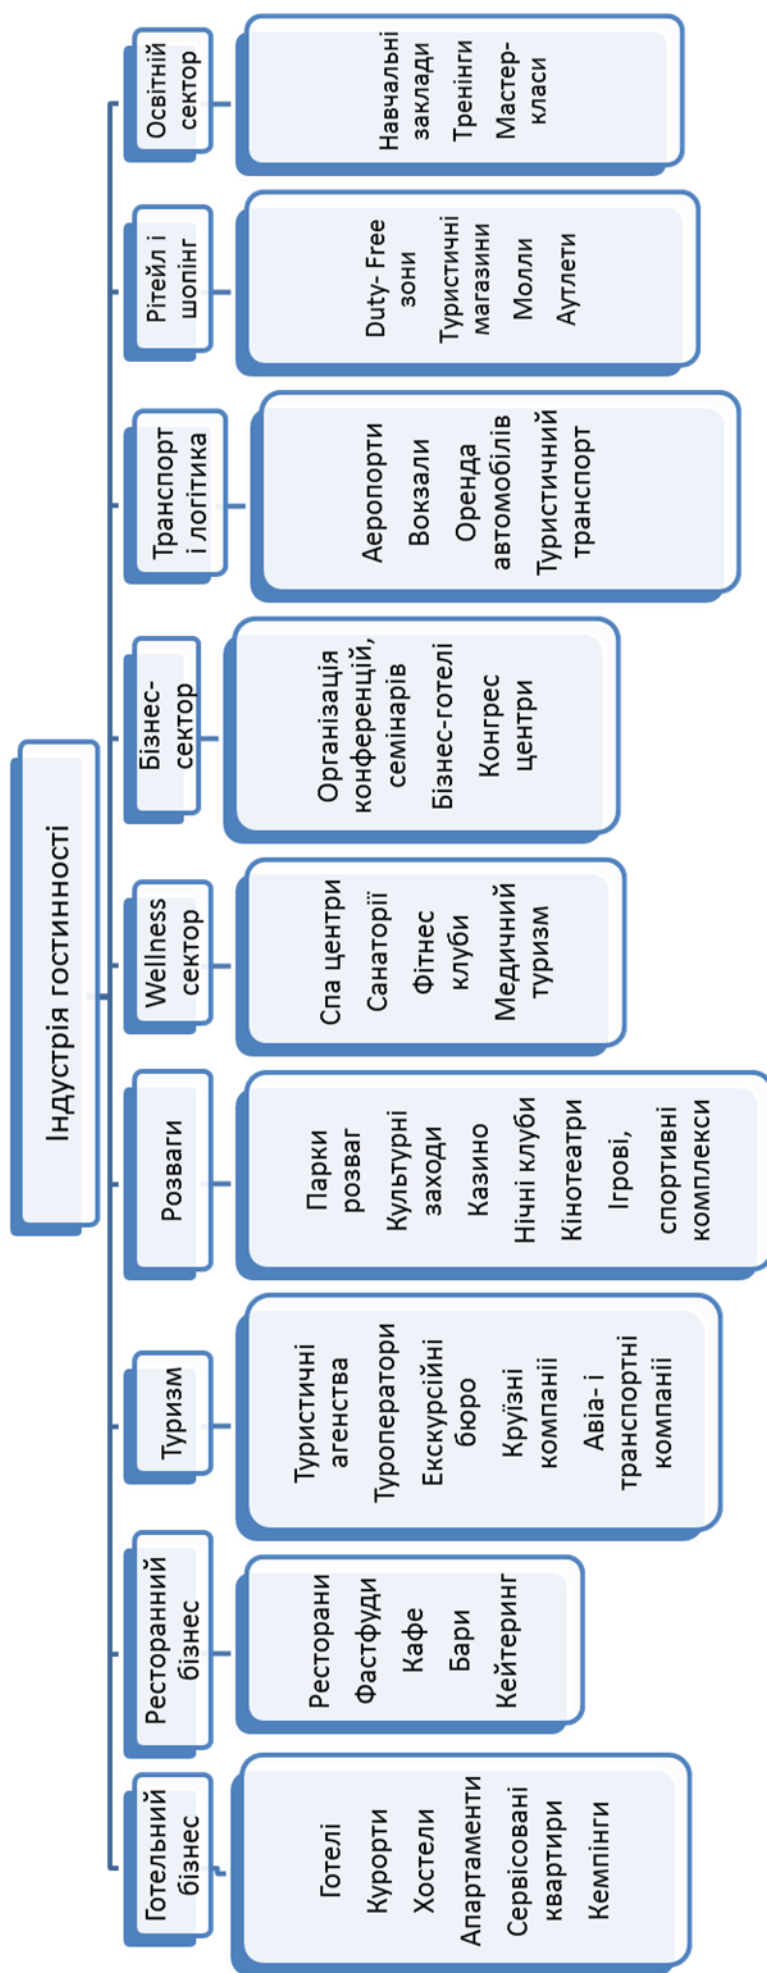 Індустрія гостинності
Готельний
бізнес
Готелі
Курорти
Хостели
Апартаменти
Сервісовані
квартири
Кемпінги
Ресторанний
бізнес
Ресторани
Фастфуди
Кафе
Бари
Кейтеринг
Туризм
Туристичні
агенства
Туроператори
Екскурсійні
бюро
Круїзні
компанії
Авіа- і
транспортні
компанії
Розваги
Парки
розваг
Культурні
заходи
Казино
Нічні клуби
Кінотеатри
Ігрові,
спортивні
комплекси
Wellness
сектор
Спа центри
Санаторії
Фітнес
клуби
Медичний
туризм
Бізнес-
сектор
Організація
конференцій,
семінарів
Бізнес-готелі
Конгрес
центри
Транспорт
і логітика
Аеропорти
Вокзали
Оренда
автомобілів
Туристичний
транспорт
Рітейл і
шопінг
Duty- Free
зони
Туристичні
магазини
Молли
Аутлети
Освітній
сектор
Навчальні
заклади
Тренінги
Мастер-
класи